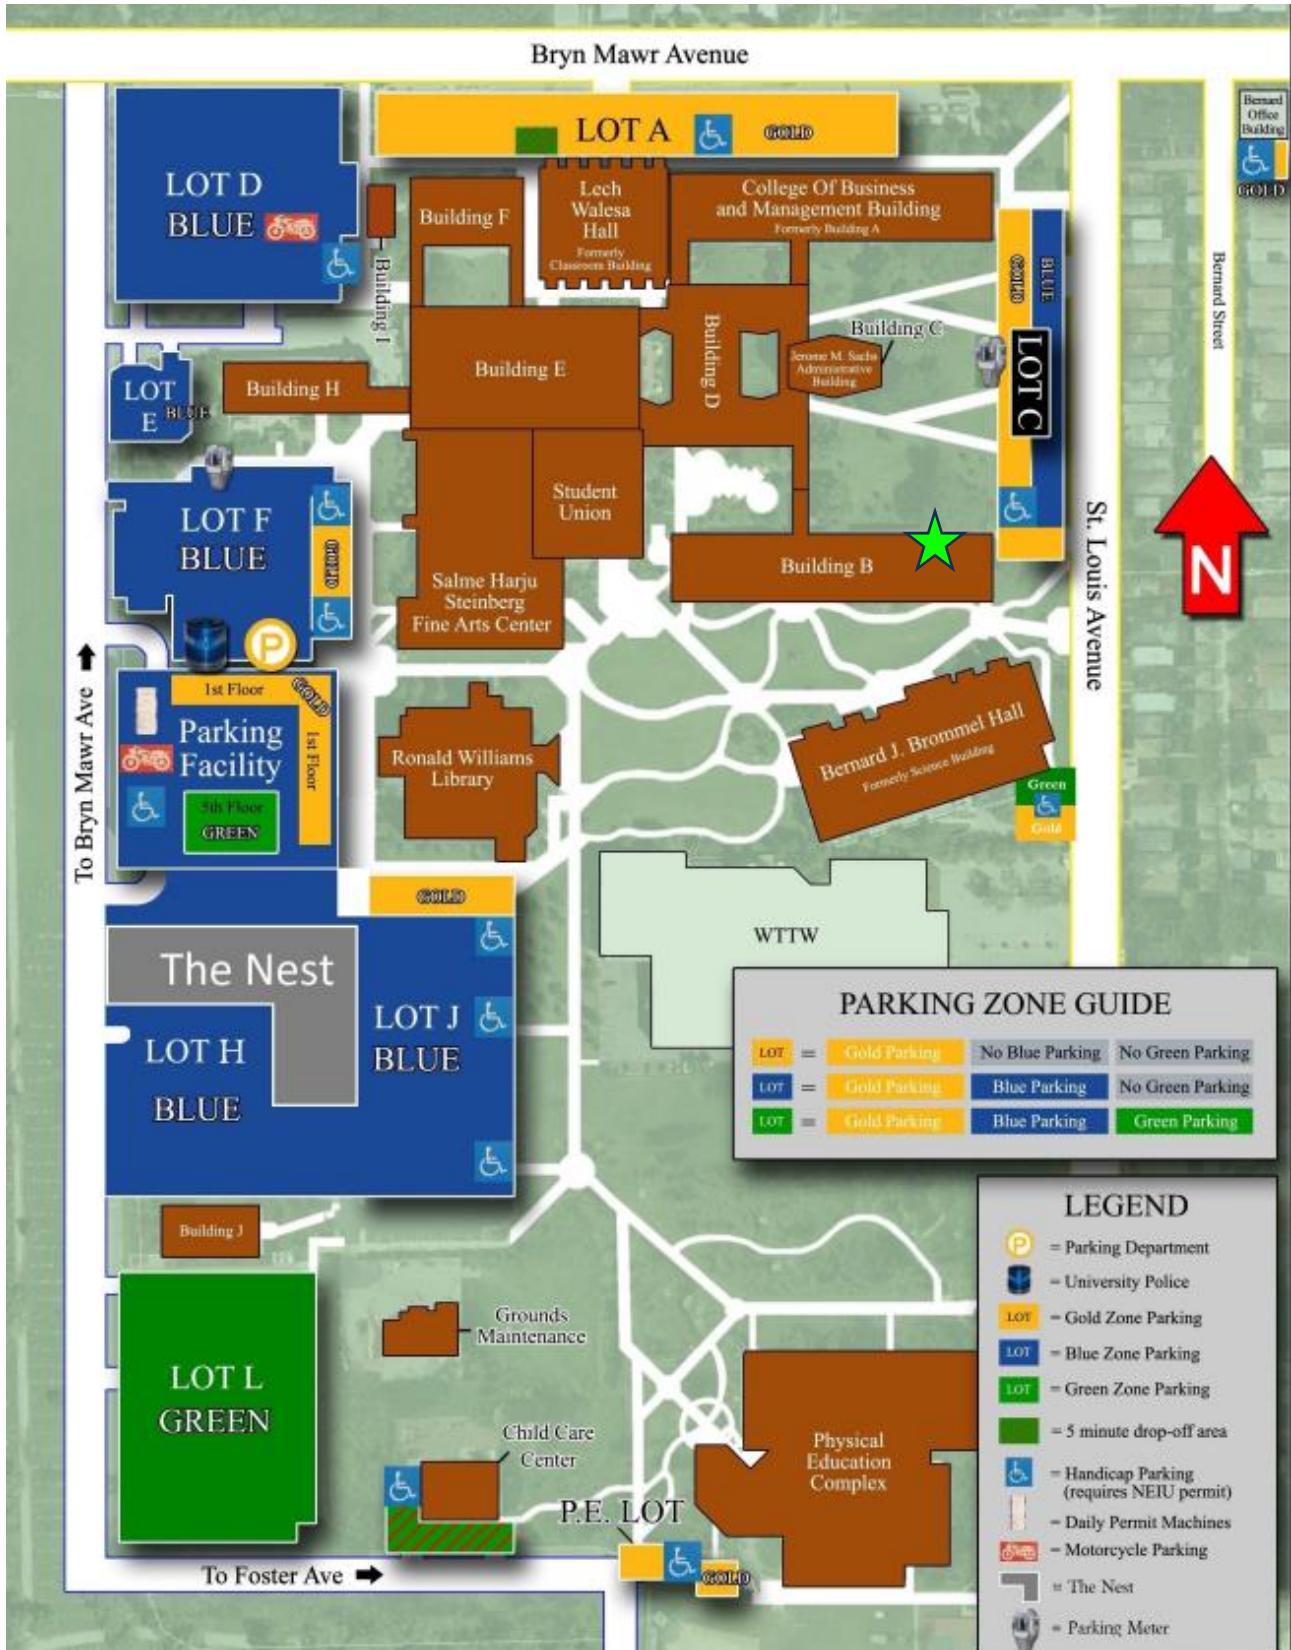 Bryn Mawr Avenue
LOT D
BLUE
LOT A
GOLD
Bernard
Office
Building
GOLD
Building F
Lech
Walesa
Hall
Formerly
Classroom Building
College Of Business
and Management Building
Formerly Building A
Building I
BLUE
GOLD
LOT C
Bernard Street
Building E
Building D
Building C
Jerome M. Sachs
Administrative
Building
Building H
LOT
E
BLUE
LOT F
BLUE
GOLD
Student
Union
Building B
N
St. Louis Avenue
Salme Harju
Steinberg
Fine Arts Center
P
To Bryn Mawr Ave
1st Floor
GOLD
1st Floor
Parking
Facility
5th Floor
GREEN
Ronald Williams
Library
Bernard J. Brommel Hall
Formerly Science Building
Green
Gold
GOLD
The Nest
LOT J
BLUE
LOT H
BLUE
WTTW
PARKING ZONE GUIDE
LOT = Gold Parking No Blue Parking No Green Parking
LOT = Gold Parking Blue Parking No Green Parking
LOT = Gold Parking Blue Parking Green Parking
Building J
LOT L
GREEN
Grounds
Maintenance
Child Care
Center
P.E. LOT
GOLD
Physical
Education
Complex
To Foster Ave
LEGEND
P = Parking Department
= University Police
LOT = Gold Zone Parking
LOT = Blue Zone Parking
LOT = Green Zone Parking
= 5 minute drop-off area
= Handicap Parking
(requires NEIU permit)
= Daily Permit Machines
= Motorcycle Parking
= The Nest
= Parking Meter